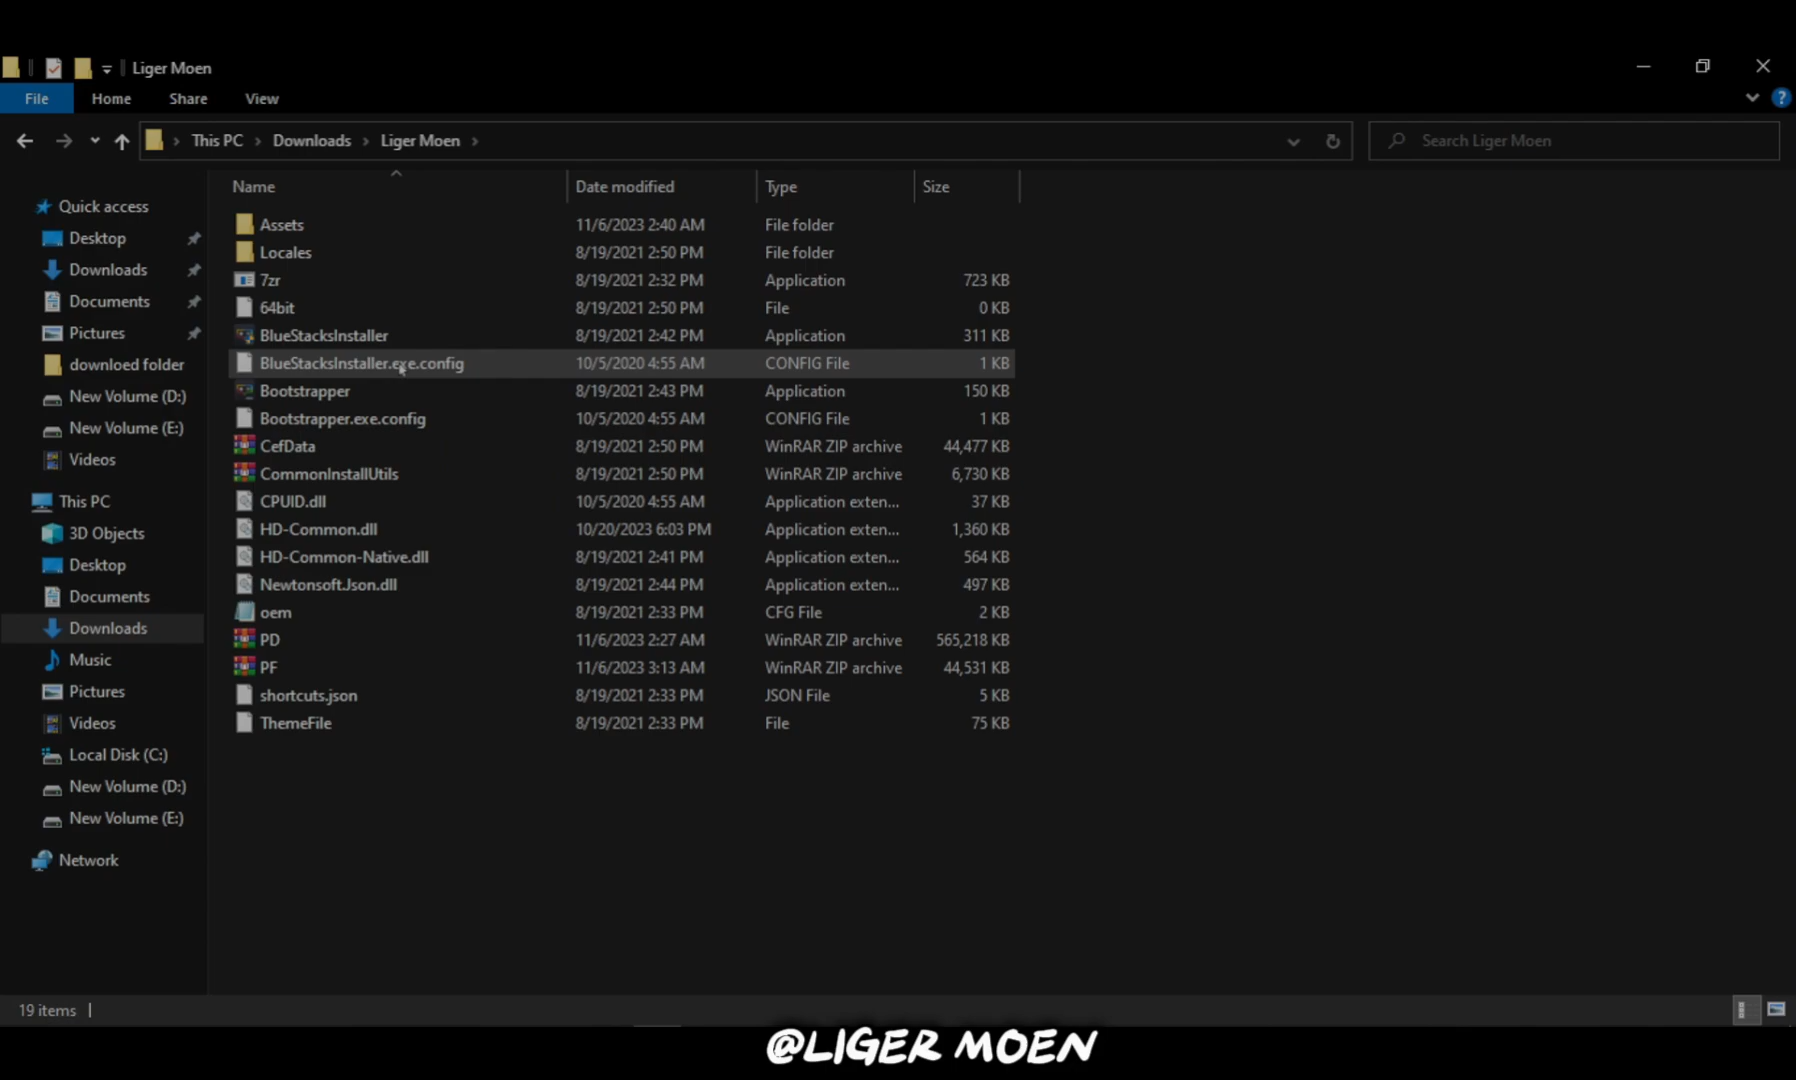 Liger Moen
File Home Share View
This PC Downloads Liger Moen Search Liger Moen
Name Date modified Type Size
Quick access
Desktop
Downloads
Documents
Pictures
downloed folder
New Volume (D:)
New Volume (E:)
Videos
This PC
3D Objects
Desktop
Documents
Downloads
Music
Pictures
Videos
Local Disk (C:)
New Volume (D:)
New Volume (E:)
Network
Assets 11/6/2023 2:40 AM File folder
Locales 8/19/2021 2:50 PM File folder
7zr 8/19/2021 2:32 PM Application 723 KB
64bit 8/19/2021 2:50 PM File 0 KB
BlueStacksInstaller 8/19/2021 2:42 PM Application 311 KB
BlueStacksInstaller.exe.config 10/5/2020 4:55 AM CONFIG File 1 KB
Bootstrapper 8/19/2021 2:43 PM Application 150 KB
Bootstrapper.exe.config 10/5/2020 4:55 AM CONFIG File 1 KB
CefData 8/19/2021 2:50 PM WinRAR ZIP archive 44,477 KB
CommonInstallUtils 8/19/2021 2:50 PM WinRAR ZIP archive 6,730 KB
CPUID.dll 10/5/2020 4:55 AM Application exten... 37 KB
HD-Common.dll 10/20/2023 6:03 PM Application exten... 1,360 KB
HD-Common-Native.dll 8/19/2021 2:41 PM Application exten... 564 KB
Newtonsoft.Json.dll 8/19/2021 2:44 PM Application exten... 497 KB
oem 8/19/2021 2:33 PM CFG File 2 KB
PD 11/6/2023 2:27 AM WinRAR ZIP archive 565,218 KB
PF 11/6/2023 3:13 AM WinRAR ZIP archive 44,531 KB
shortcuts.json 8/19/2021 2:33 PM JSON File 5 KB
ThemeFile 8/19/2021 2:33 PM File 75 KB
19 items
@LIGER MOEN